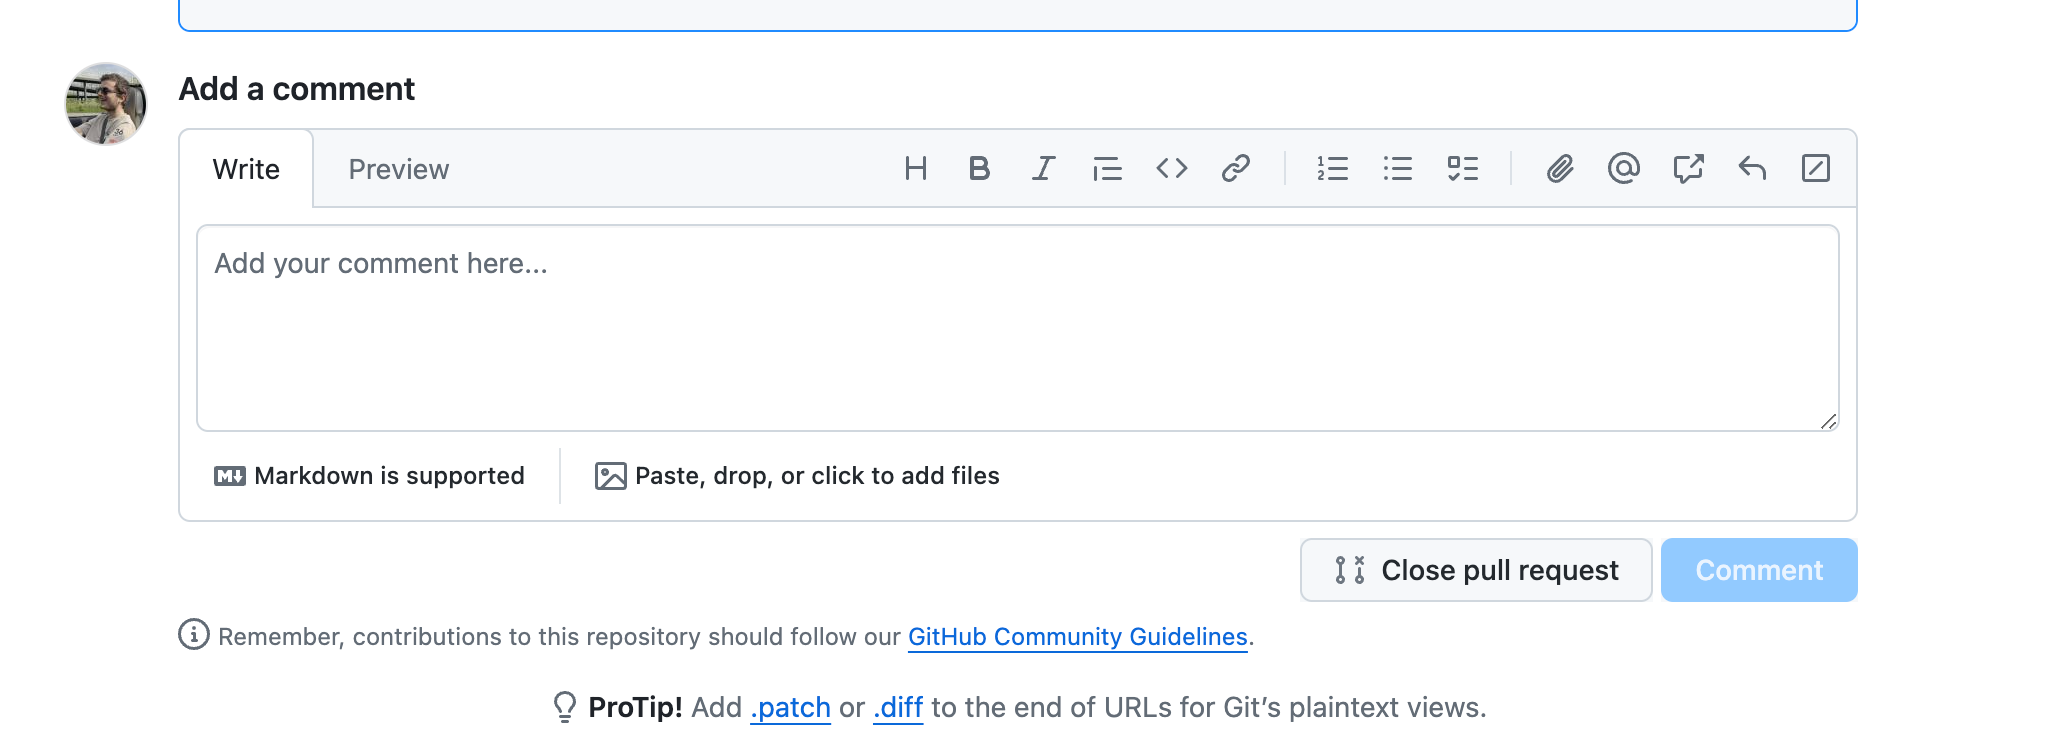 Add a comment
Write Preview
Add your comment here...
Markdown is supported Paste, drop, or click to add files
Close pull request Comment
Remember, contributions to this repository should follow our GitHub Community Guidelines.
ProTip! Add .patch or .diff to the end of URLs for Git’s plaintext views.